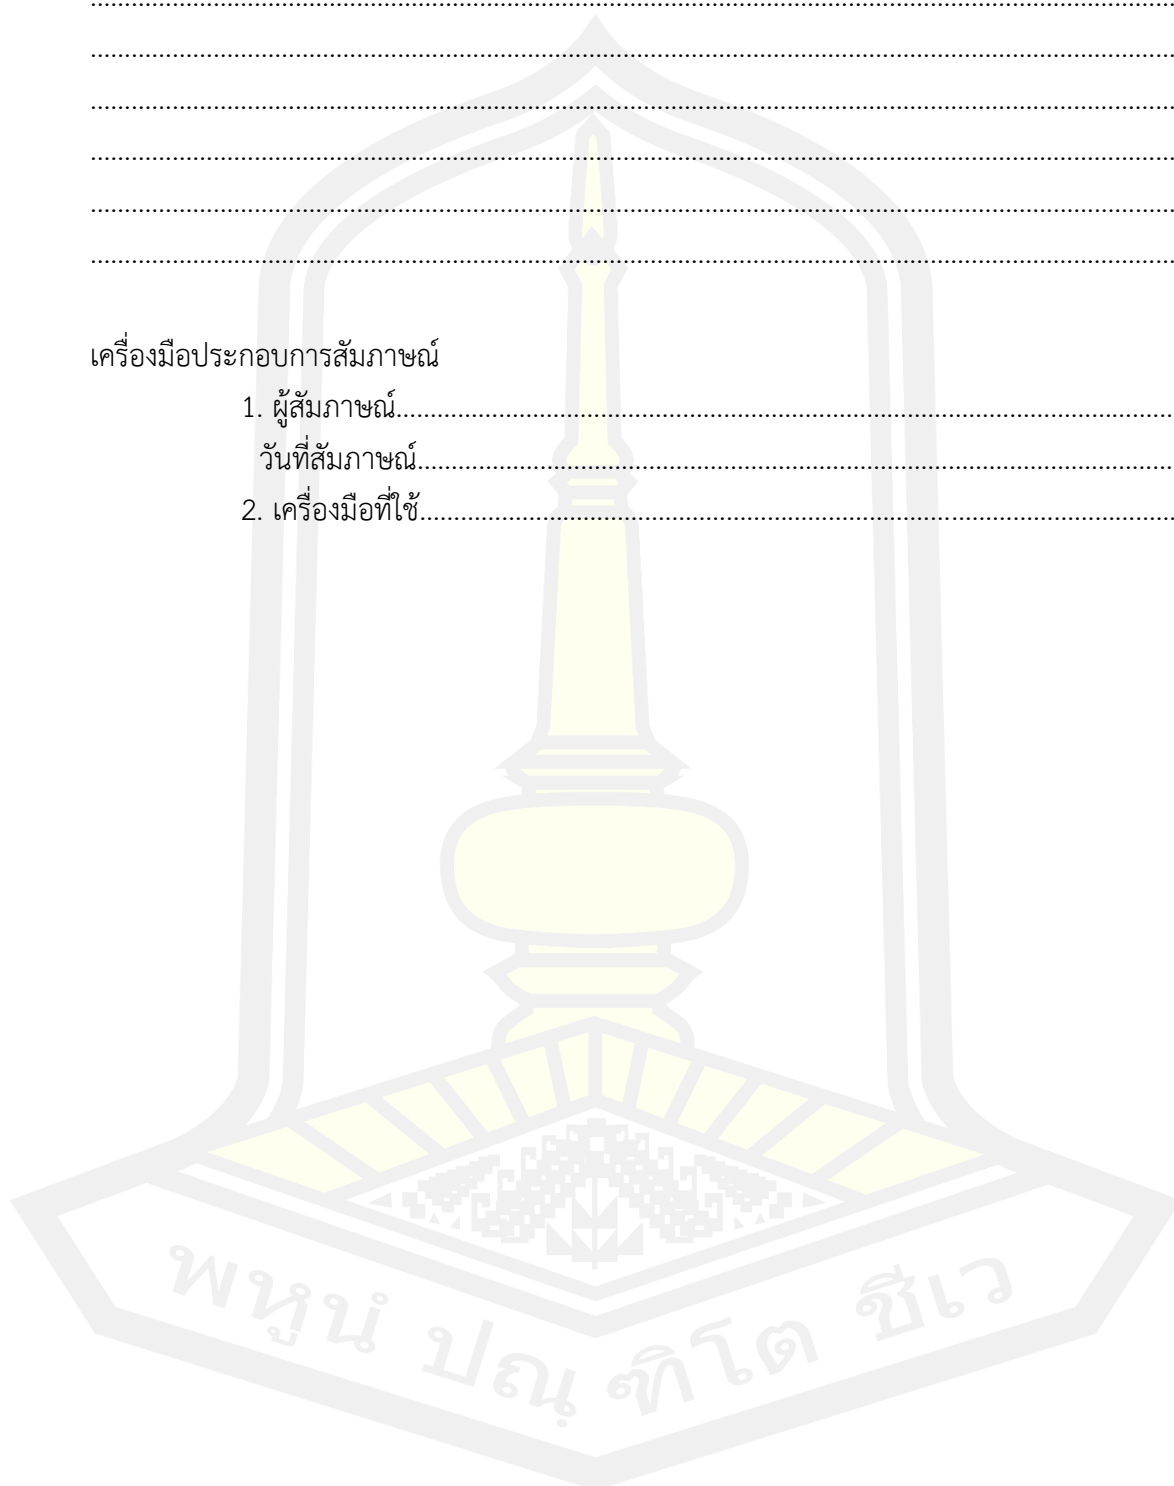 ........................................................................................................................................
........................................................................................................................................
........................................................................................................................................
........................................................................................................................................
........................................................................................................................................
........................................................................................................................................
เครื่องมือประกอบการสัมภาษณ์
1. ผู้สัมภาษณ์................................................................................................
วันที่สัมภาษณ์................................................................................................
2. เครื่องมือที่ใช้................................................................................................
พหูนํ ปณฺฑิโต ชีเว